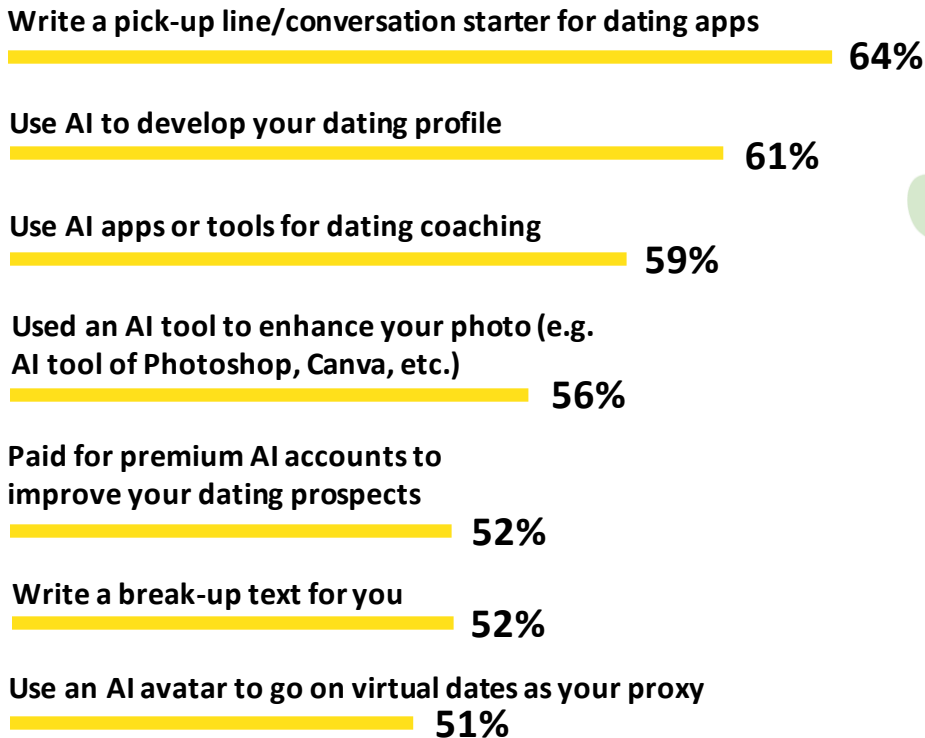 Write a pick-up line/conversation starter for dating apps
64%
Use AI to develop your dating profile
61%
Use AI apps or tools for dating coaching
59%
Used an AI tool to enhance your photo (e.g.
AI tool of Photoshop, Canva, etc.)
56%
Paid for premium AI accounts to
improve your dating prospects
52%
Write a break-up text for you
52%
Use an AI avatar to go on virtual dates as your proxy
51%